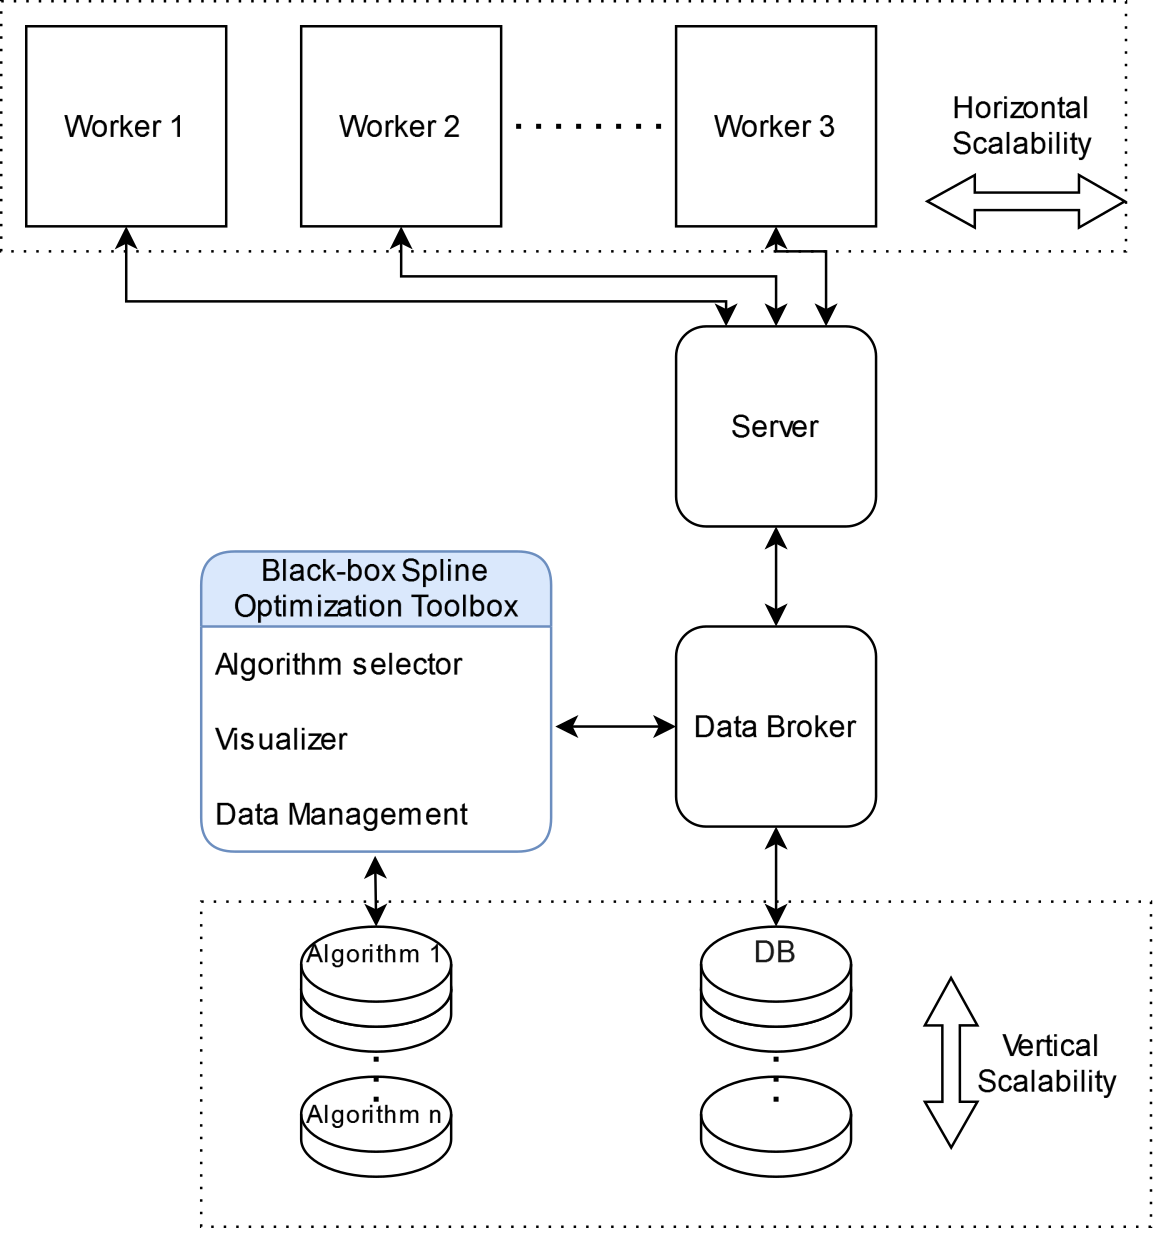 Worker 1
Worker 2
Worker 3
Horizontal
Scalability
Server
Black-box Spline
Optimization Toolbox
Algorithm selector
Visualizer
Data Management
Data Broker
Algorithm 1
DB
Vertical
Scalability
Algorithm n